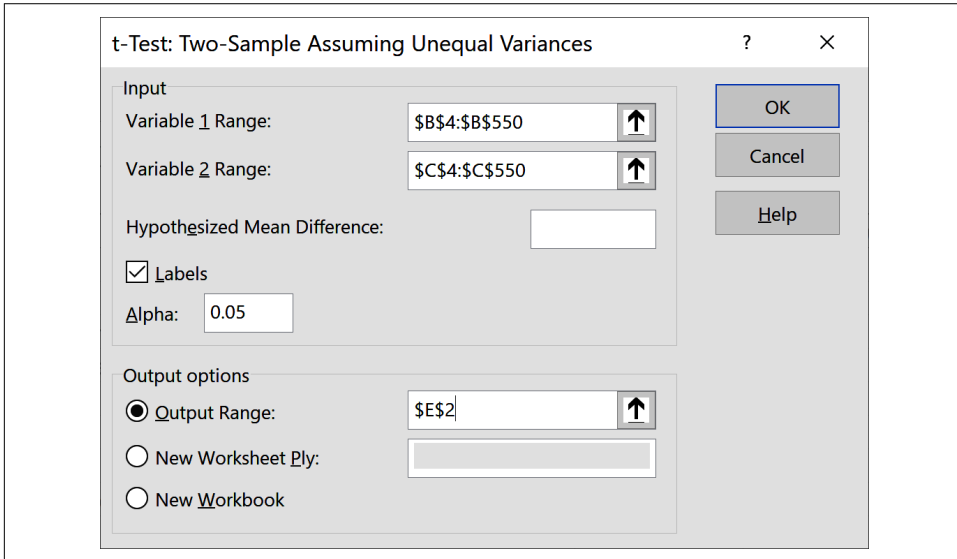 t-Test: Two-Sample Assuming Unequal Variances ?
Input
Variable 1 Range: $B$4:$B$550
Variable 2 Range: $C$4:$C$550
Hypothesized Mean Difference:
Labels
Alpha: 0.05
OK
Cancel
Help
Output options
Output Range: $E$2
New Worksheet Ply:
New Workbook